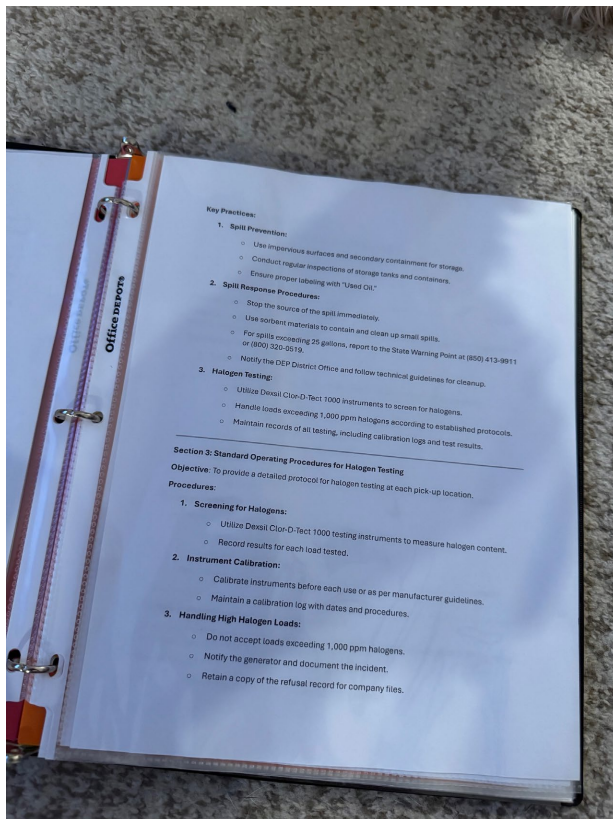 Office DEPOT5
Key Practices:
1. Spill Prevention:
○ Use impervious surfaces and secondary containment for storage.
○ Conduct regular inspections of storage tanks and containers.
○ Ensure proper labeling with "Used Oil."
2. Spill Response Procedures:
○ Stop the source of the spill immediately.
○ Use sorbent materials to contain and clean up small spills.
○ For spills exceeding 25 gallons, report to the State Warning Point at (850) 413-9911
or (800) 320-0519.
○ Notify the DEP District Office and follow technical guidelines for cleanup.
3. Halogen Testing:
○ Utilize Dexsil Clor-D-Tect 1000 instruments to screen for halogens.
○ Handle loads exceeding 1,000 ppm halogens according to established protocols.
○ Maintain records of all testing, including calibration logs and test results.
Section 3: Standard Operating Procedures for Halogen Testing
Objective: To provide a detailed protocol for halogen testing at each pick-up location.
Procedures:
1. Screening for Halogens:
○ Utilize Dexsil Clor-D-Tect 1000 testing instruments to measure halogen content.
○ Record results for each load tested.
2. Instrument Calibration:
○ Calibrate instruments before each use or as per manufacturer guidelines.
○ Maintain a calibration log with dates and procedures.
3. Handling High Halogen Loads:
○ Do not accept loads exceeding 1,000 ppm halogens.
○ Notify the generator and document the incident.
○ Retain a copy of the refusal record for company files.